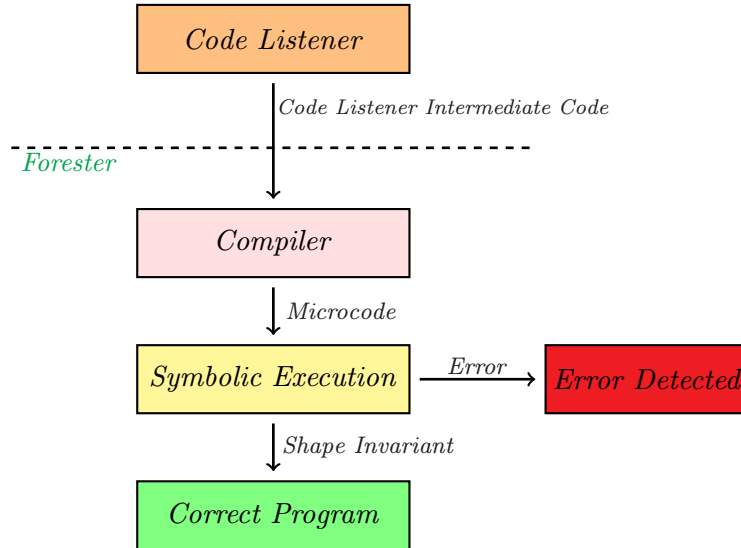 Code Listener
Code Listener Intermediate Code
Forester
Compiler
Microcode
Symbolic Execution
Error
Error Detected
Shape Invariant
Correct Program